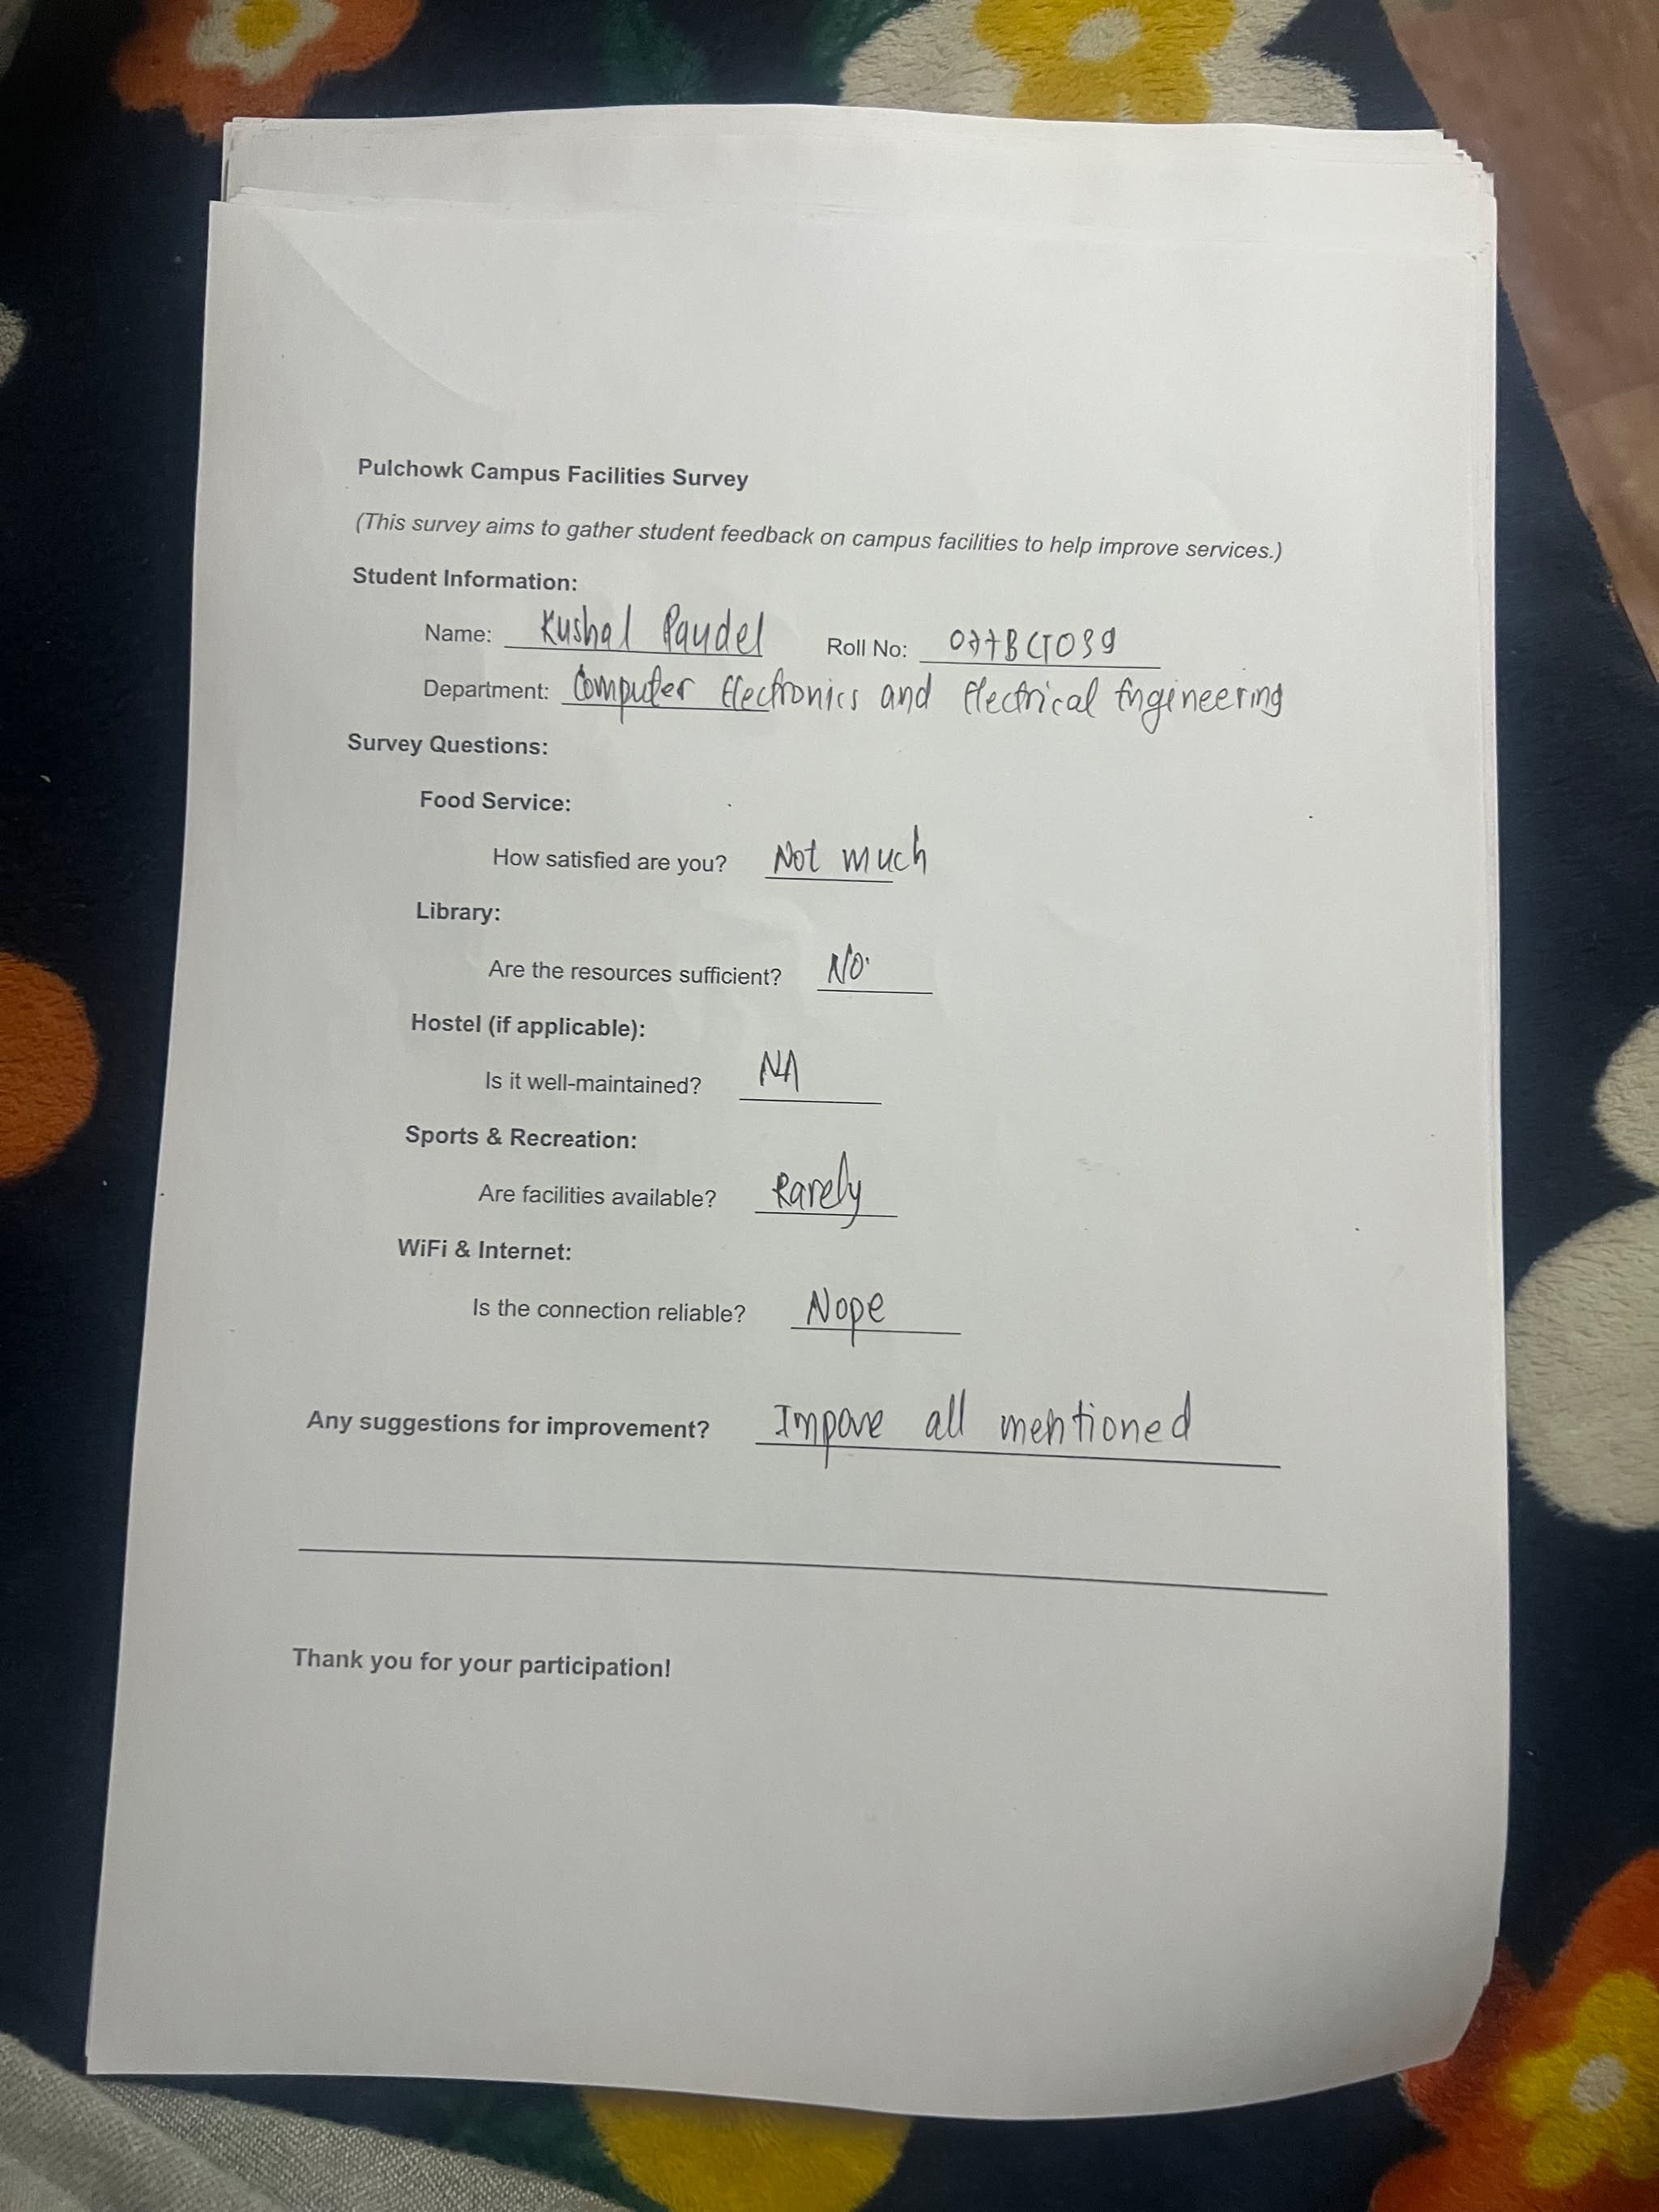 Pulchowk Campus Facilities Survey
(This survey aims to gather student feedback on campus facilities to help improve services.)
Student Information:
Name: Kushal Paudel Roll No: 077BCT039
Department: Computer Electronics and Electrical Engineering
Survey Questions:
Food Service:
How satisfied are you? Not much
Library:
Are the resources sufficient? No.
Hostel (if applicable):
Is it well-maintained? NA
Sports & Recreation:
Are facilities available? Rarely
WiFi & Internet:
Is the connection reliable? Nope
Any suggestions for improvement? Impove all mentioned
Thank you for your participation!